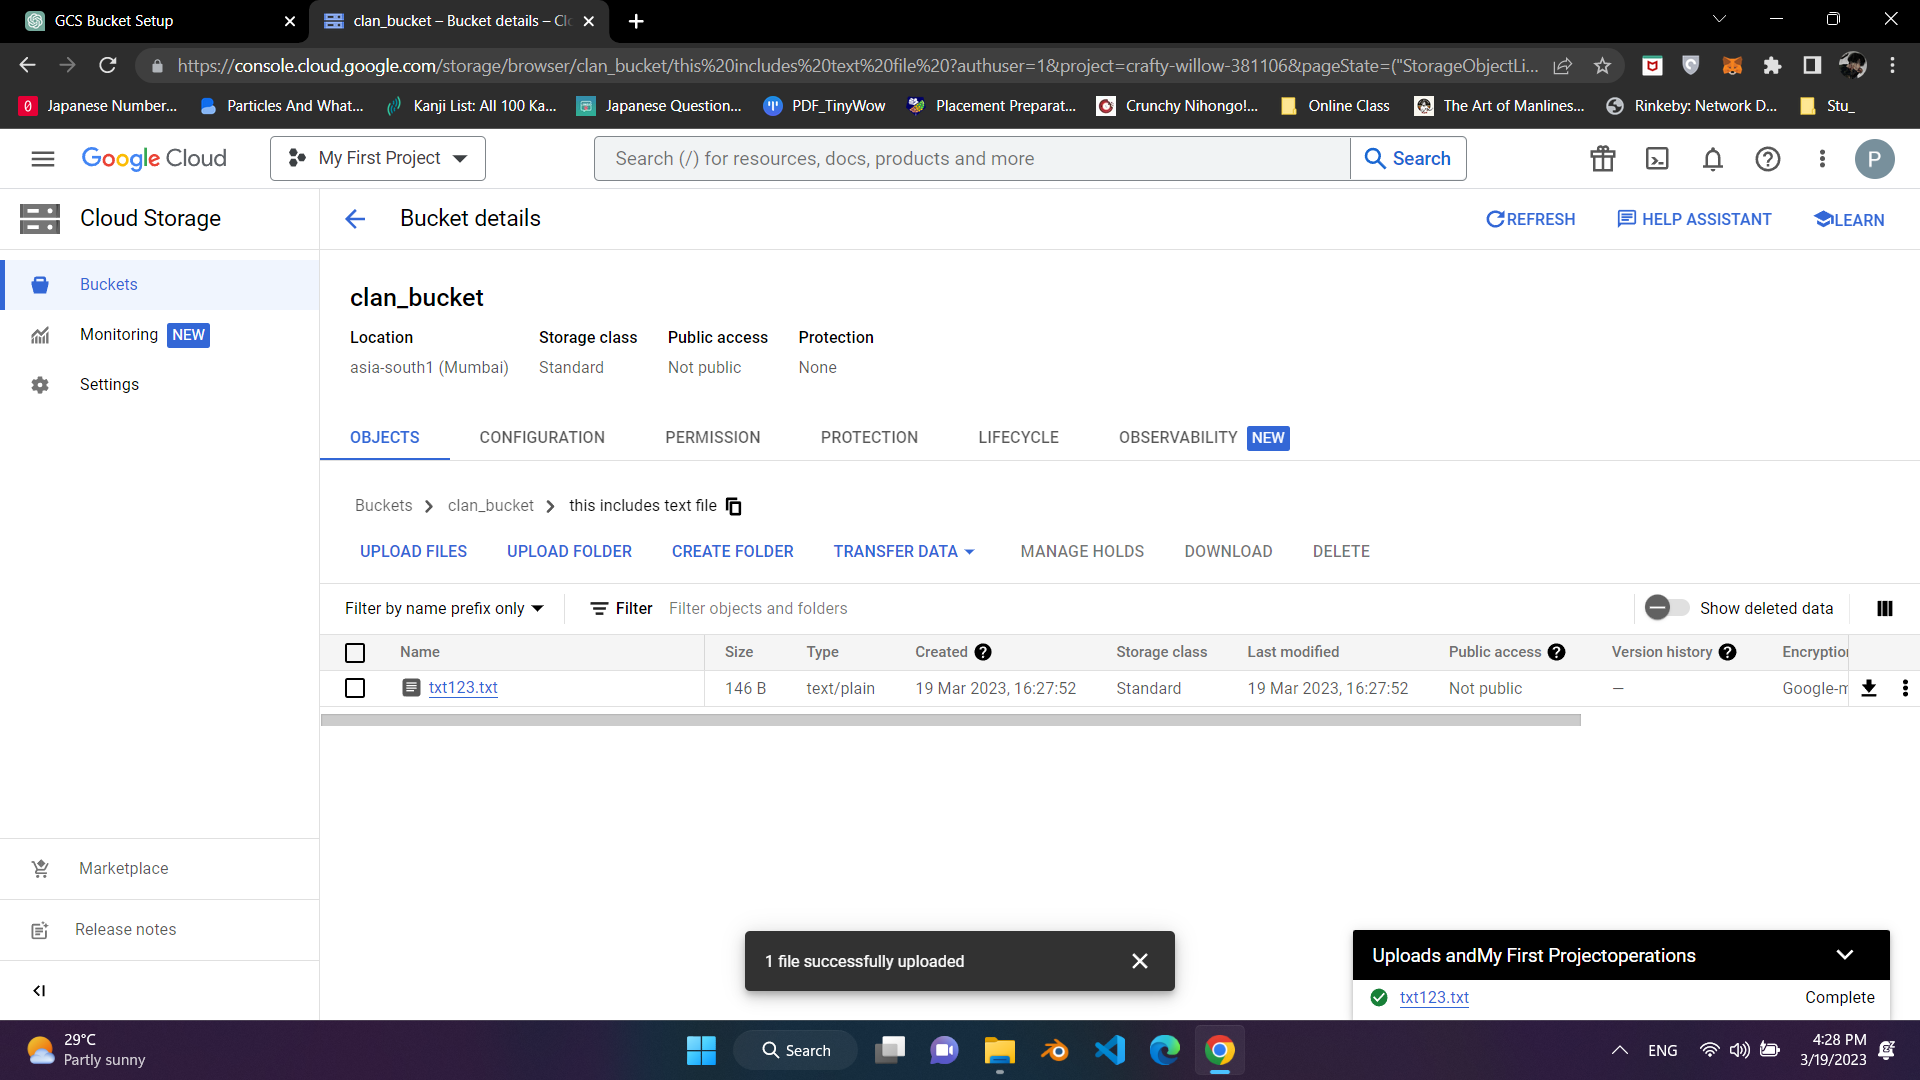 GCS Bucket Setup
clan_bucket – Bucket details – Clo
https://console.cloud.google.com/storage/browser/clan_bucket/this%20includes%20text%20file%20?authuser=1&project=crafty-willow-381106&pageState=("StorageObjectLi...
Japanese Number... Particles And What... Kanji List: All 100 Ka... Japanese Question... PDF_TinyWow Placement Preparat... Crunchy Nihongo!... Online Class The Art of Manlines... Rinkeby: Network D... Stu_
Google Cloud
My First Project
Search (/) for resources, docs, products and more
Search
P
Cloud Storage
Bucket details
REFRESH
HELP ASSISTANT
LEARN
Buckets
Monitoring NEW
Settings
clan_bucket
Location Storage class Public access Protection
asia-south1 (Mumbai) Standard Not public None
OBJECTS CONFIGURATION PERMISSION PROTECTION LIFECYCLE OBSERVABILITY NEW
Buckets clan_bucket this includes text file
UPLOAD FILES UPLOAD FOLDER CREATE FOLDER TRANSFER DATA MANAGE HOLDS DOWNLOAD DELETE
Filter by name prefix only Filter Filter objects and folders Show deleted data
Name Size Type Created Storage class Last modified Public access Version history Encryption
txt123.txt 146 B text/plain 19 Mar 2023, 16:27:52 Standard 19 Mar 2023, 16:27:52 Not public — Google-m
Marketplace
Release notes
1 file successfully uploaded
Uploads andMy First Projectoperations
txt123.txt Complete
29°C
Partly sunny
Search
ENG
4:28 PM
3/19/2023